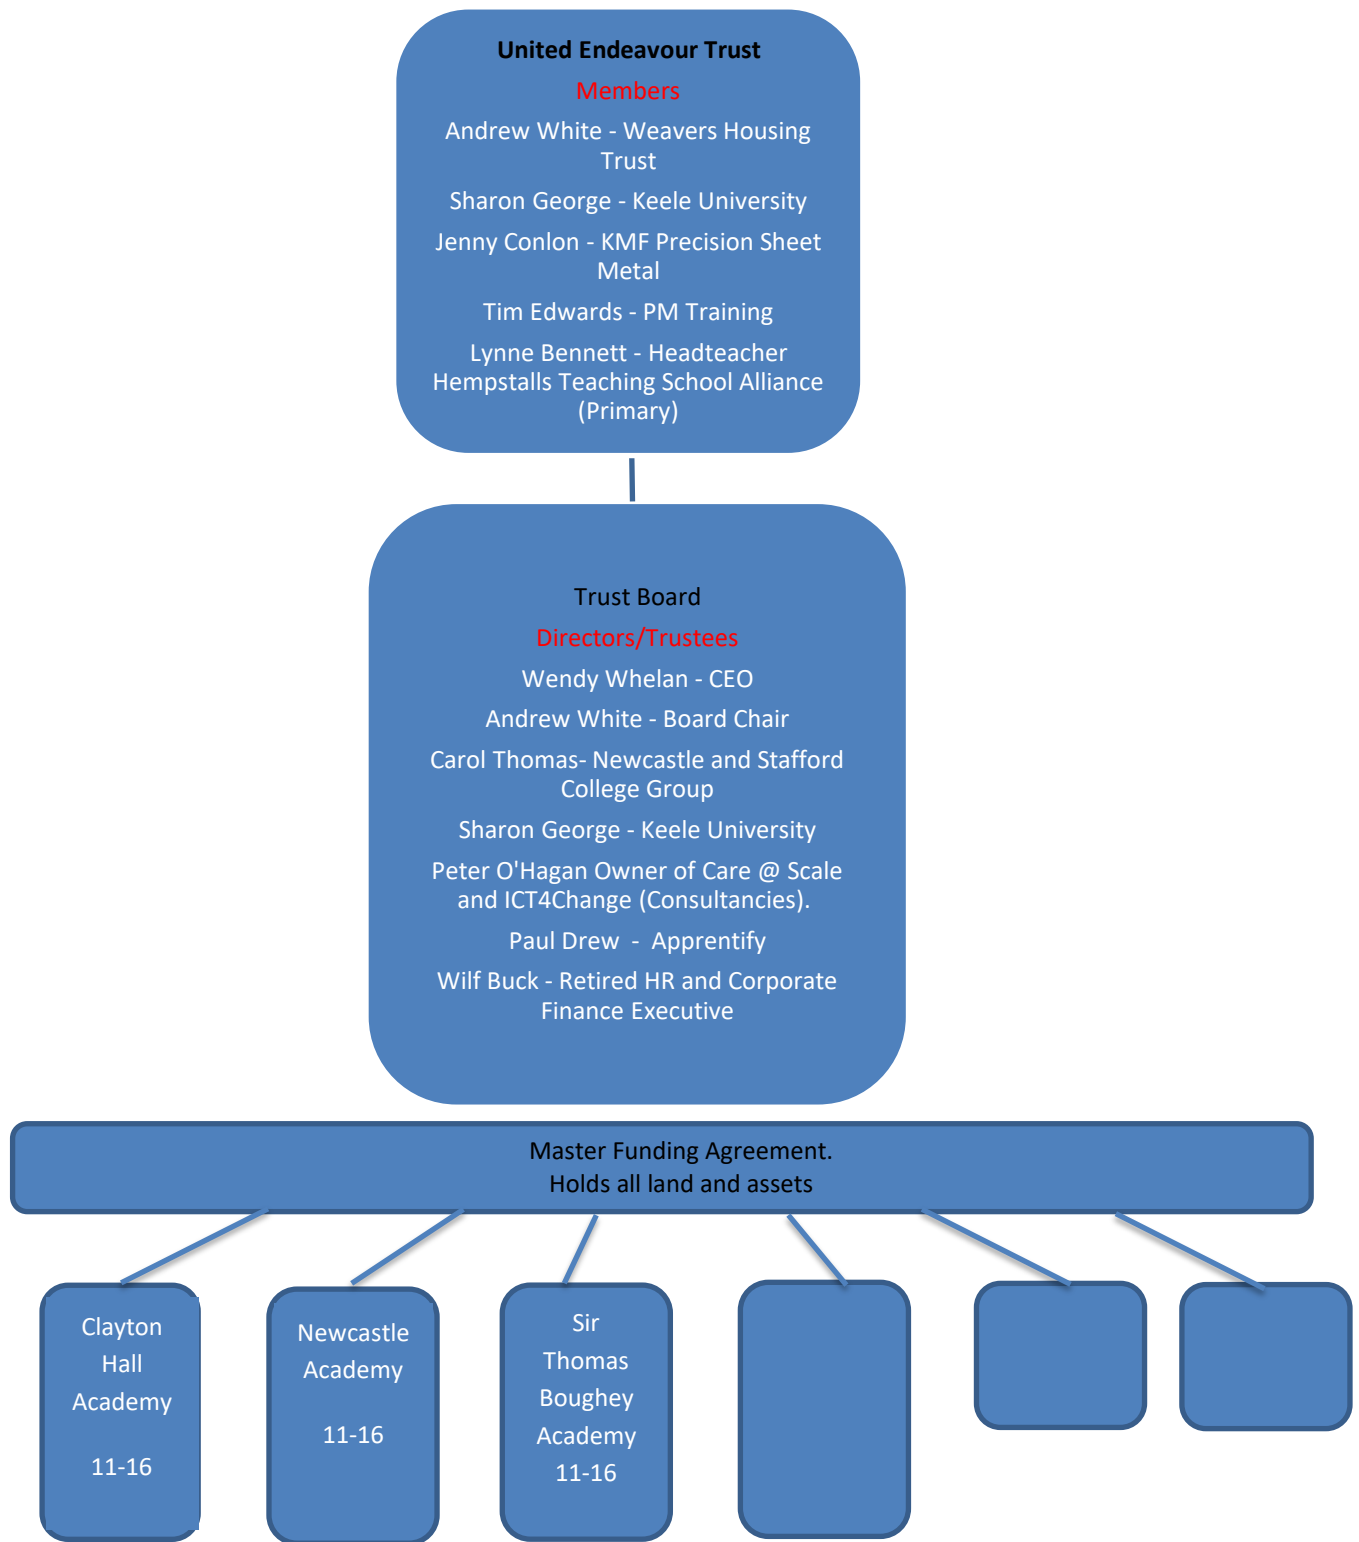 United Endeavour Trust
Members
Andrew White - Weavers Housing
Trust
Sharon George - Keele University
Jenny Conlon - KMF Precision Sheet
Metal
Tim Edwards - PM Training
Lynne Bennett - Headteacher
Hempstalls Teaching School Alliance
(Primary)
Trust Board
Directors/Trustees
Wendy Whelan - CEO
Andrew White - Board Chair
Carol Thomas- Newcastle and Stafford
College Group
Sharon George - Keele University
Peter O'Hagan Owner of Care @ Scale
and ICT4Change (Consultancies).
Paul Drew  -  Apprentify
Wilf Buck - Retired HR and Corporate
Finance Executive
Master Funding Agreement.
Holds all land and assets
Clayton
Hall
Academy
11-16
Newcastle
Academy
11-16
Sir
Thomas
Boughey
Academy
11-16